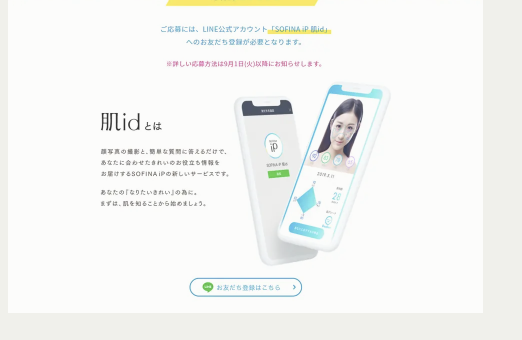 ご応募には、LINE公式アカウント「SOFINA iP 肌id」
へのお友だち登録が必要となります。
※詳しい応募方法は9月1日(火)以降にお知らせします。
肌id とは
顔写真の撮影と、簡単な質問に答えるだけで、
あなたに合わせたきれいのお役立ち情報を
お届けするSOFINA iPの新しいサービスです。
あなたの「なりたいきれい」の為に。
まずは、肌を知ることから始めましょう。
iP
LINE
お友だち登録はこちら